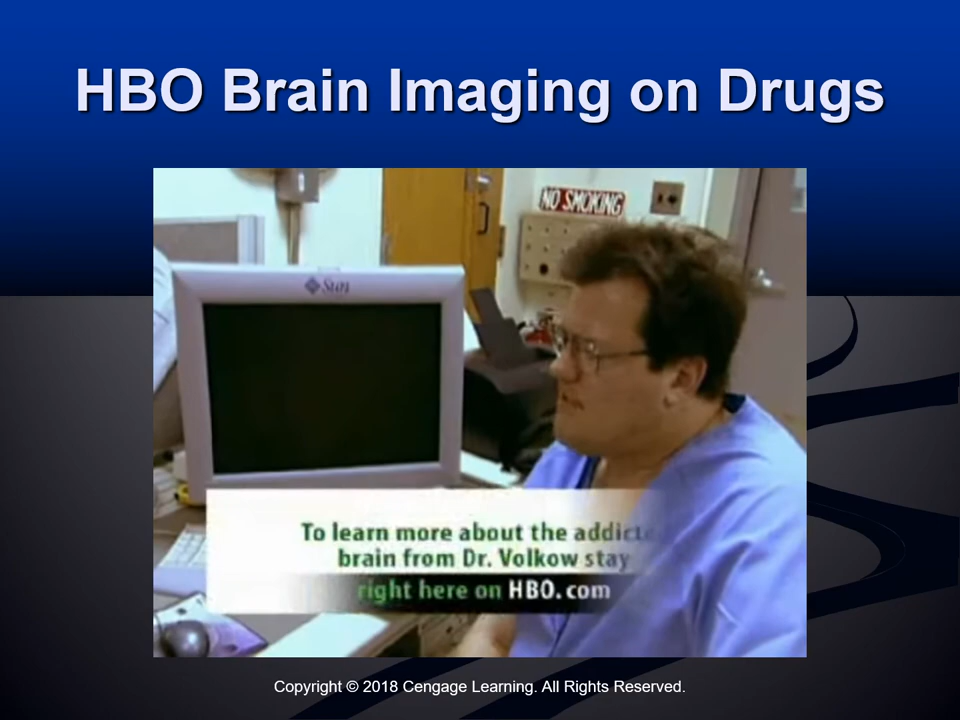 HBO Brain Imaging on Drugs
NO SMOKING
Sun
To learn more about the addicte
brain from Dr. Volkow stay
right here on HBO.com
Copyright © 2018 Cengage Learning. All Rights Reserved.